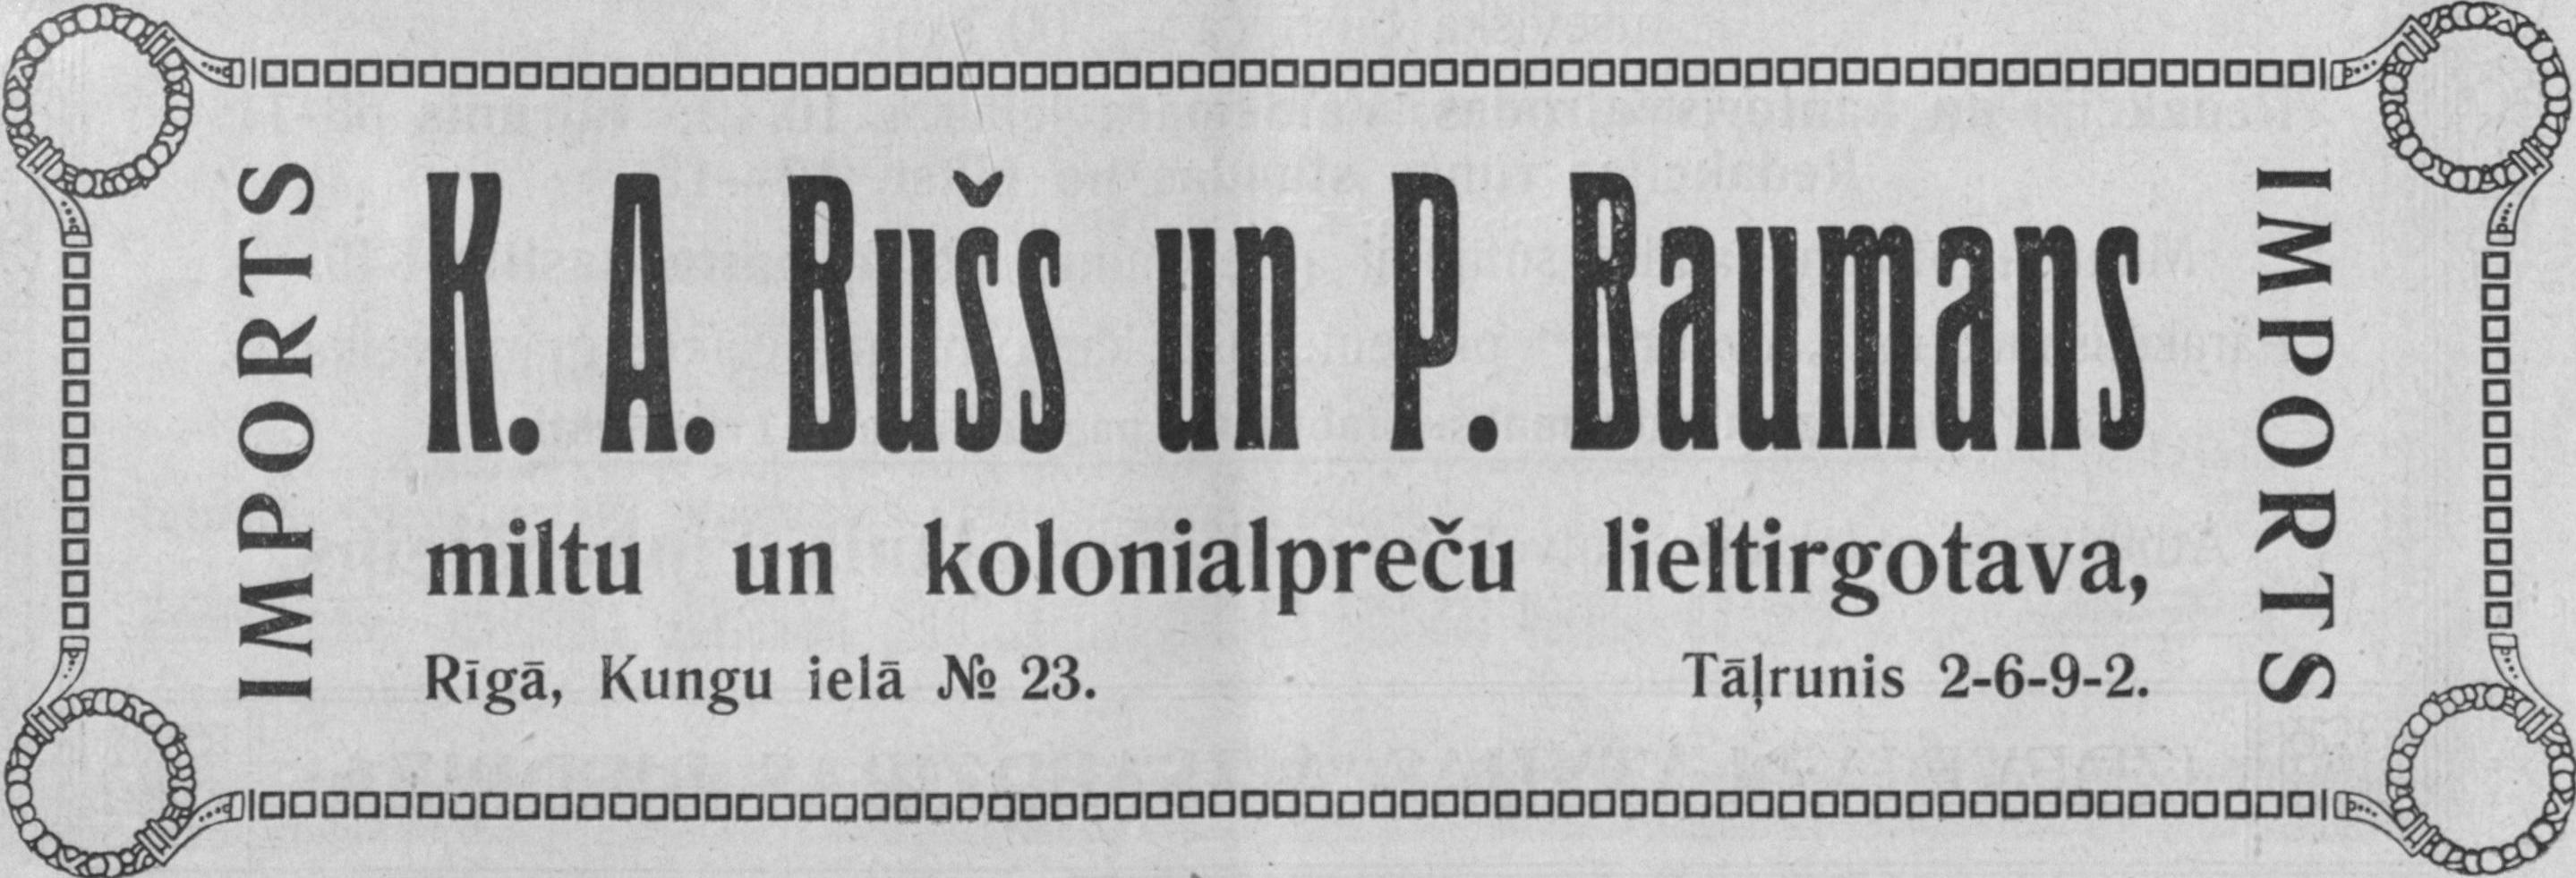 IMPORTS
K. A. Bušs un P. Baumans
miltu un kolonialpreču lieltirgotava,
Rīgā, Kungu ielā № 23. Tāļrunis 2-6-9-2.
IMPORTS